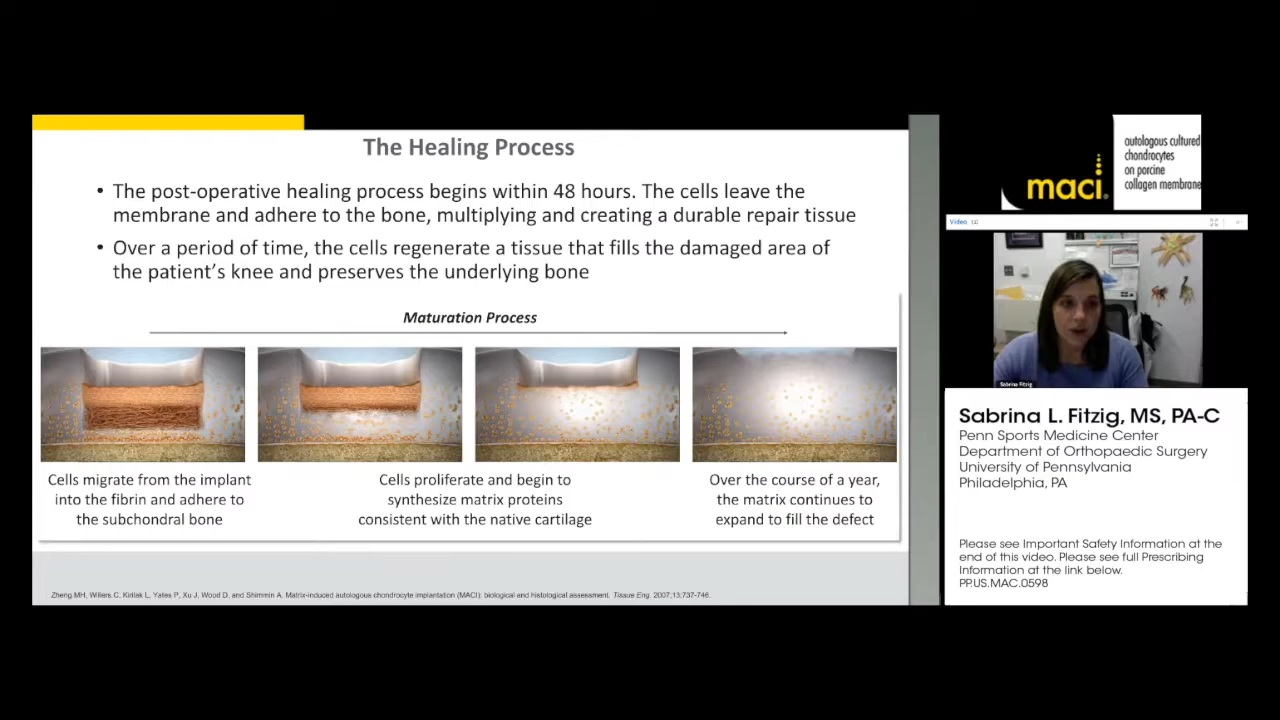 The Healing Process
• The post-operative healing process begins within 48 hours. The cells leave the
membrane and adhere to the bone, multiplying and creating a durable repair tissue
• Over a period of time, the cells regenerate a tissue that fills the damaged area of
the patient's knee and preserves the underlying bone
Maturation Process
Cells migrate from the implant
into the fibrin and adhere to
the subchondral bone
Cells proliferate and begin to
synthesize matrix proteins
consistent with the native cartilage
Over the course of a year,
the matrix continues to
expand to fill the defect
Zheng MH, Willers C, Kirilak L, Yates P, Xu J, Wood D, and Shimmin A. Matrix-induced autologous chondrocyte implantation (MACI): biological and histological assessment. Tissue Eng. 2007;13:737-746.
maci.
autologous cultured
chondrocytes
on porcine
collagen membrane
Video
Sabrina Fitzig
Sabrina L. Fitzig, MS, PA-C
Penn Sports Medicine Center
Department of Orthopaedic Surgery
University of Pennsylvania
Philadelphia, PA
Please see Important Safety Information at the
end of this video. Please see full Prescribing
Information at the link below.
PP.US.MAC.0598